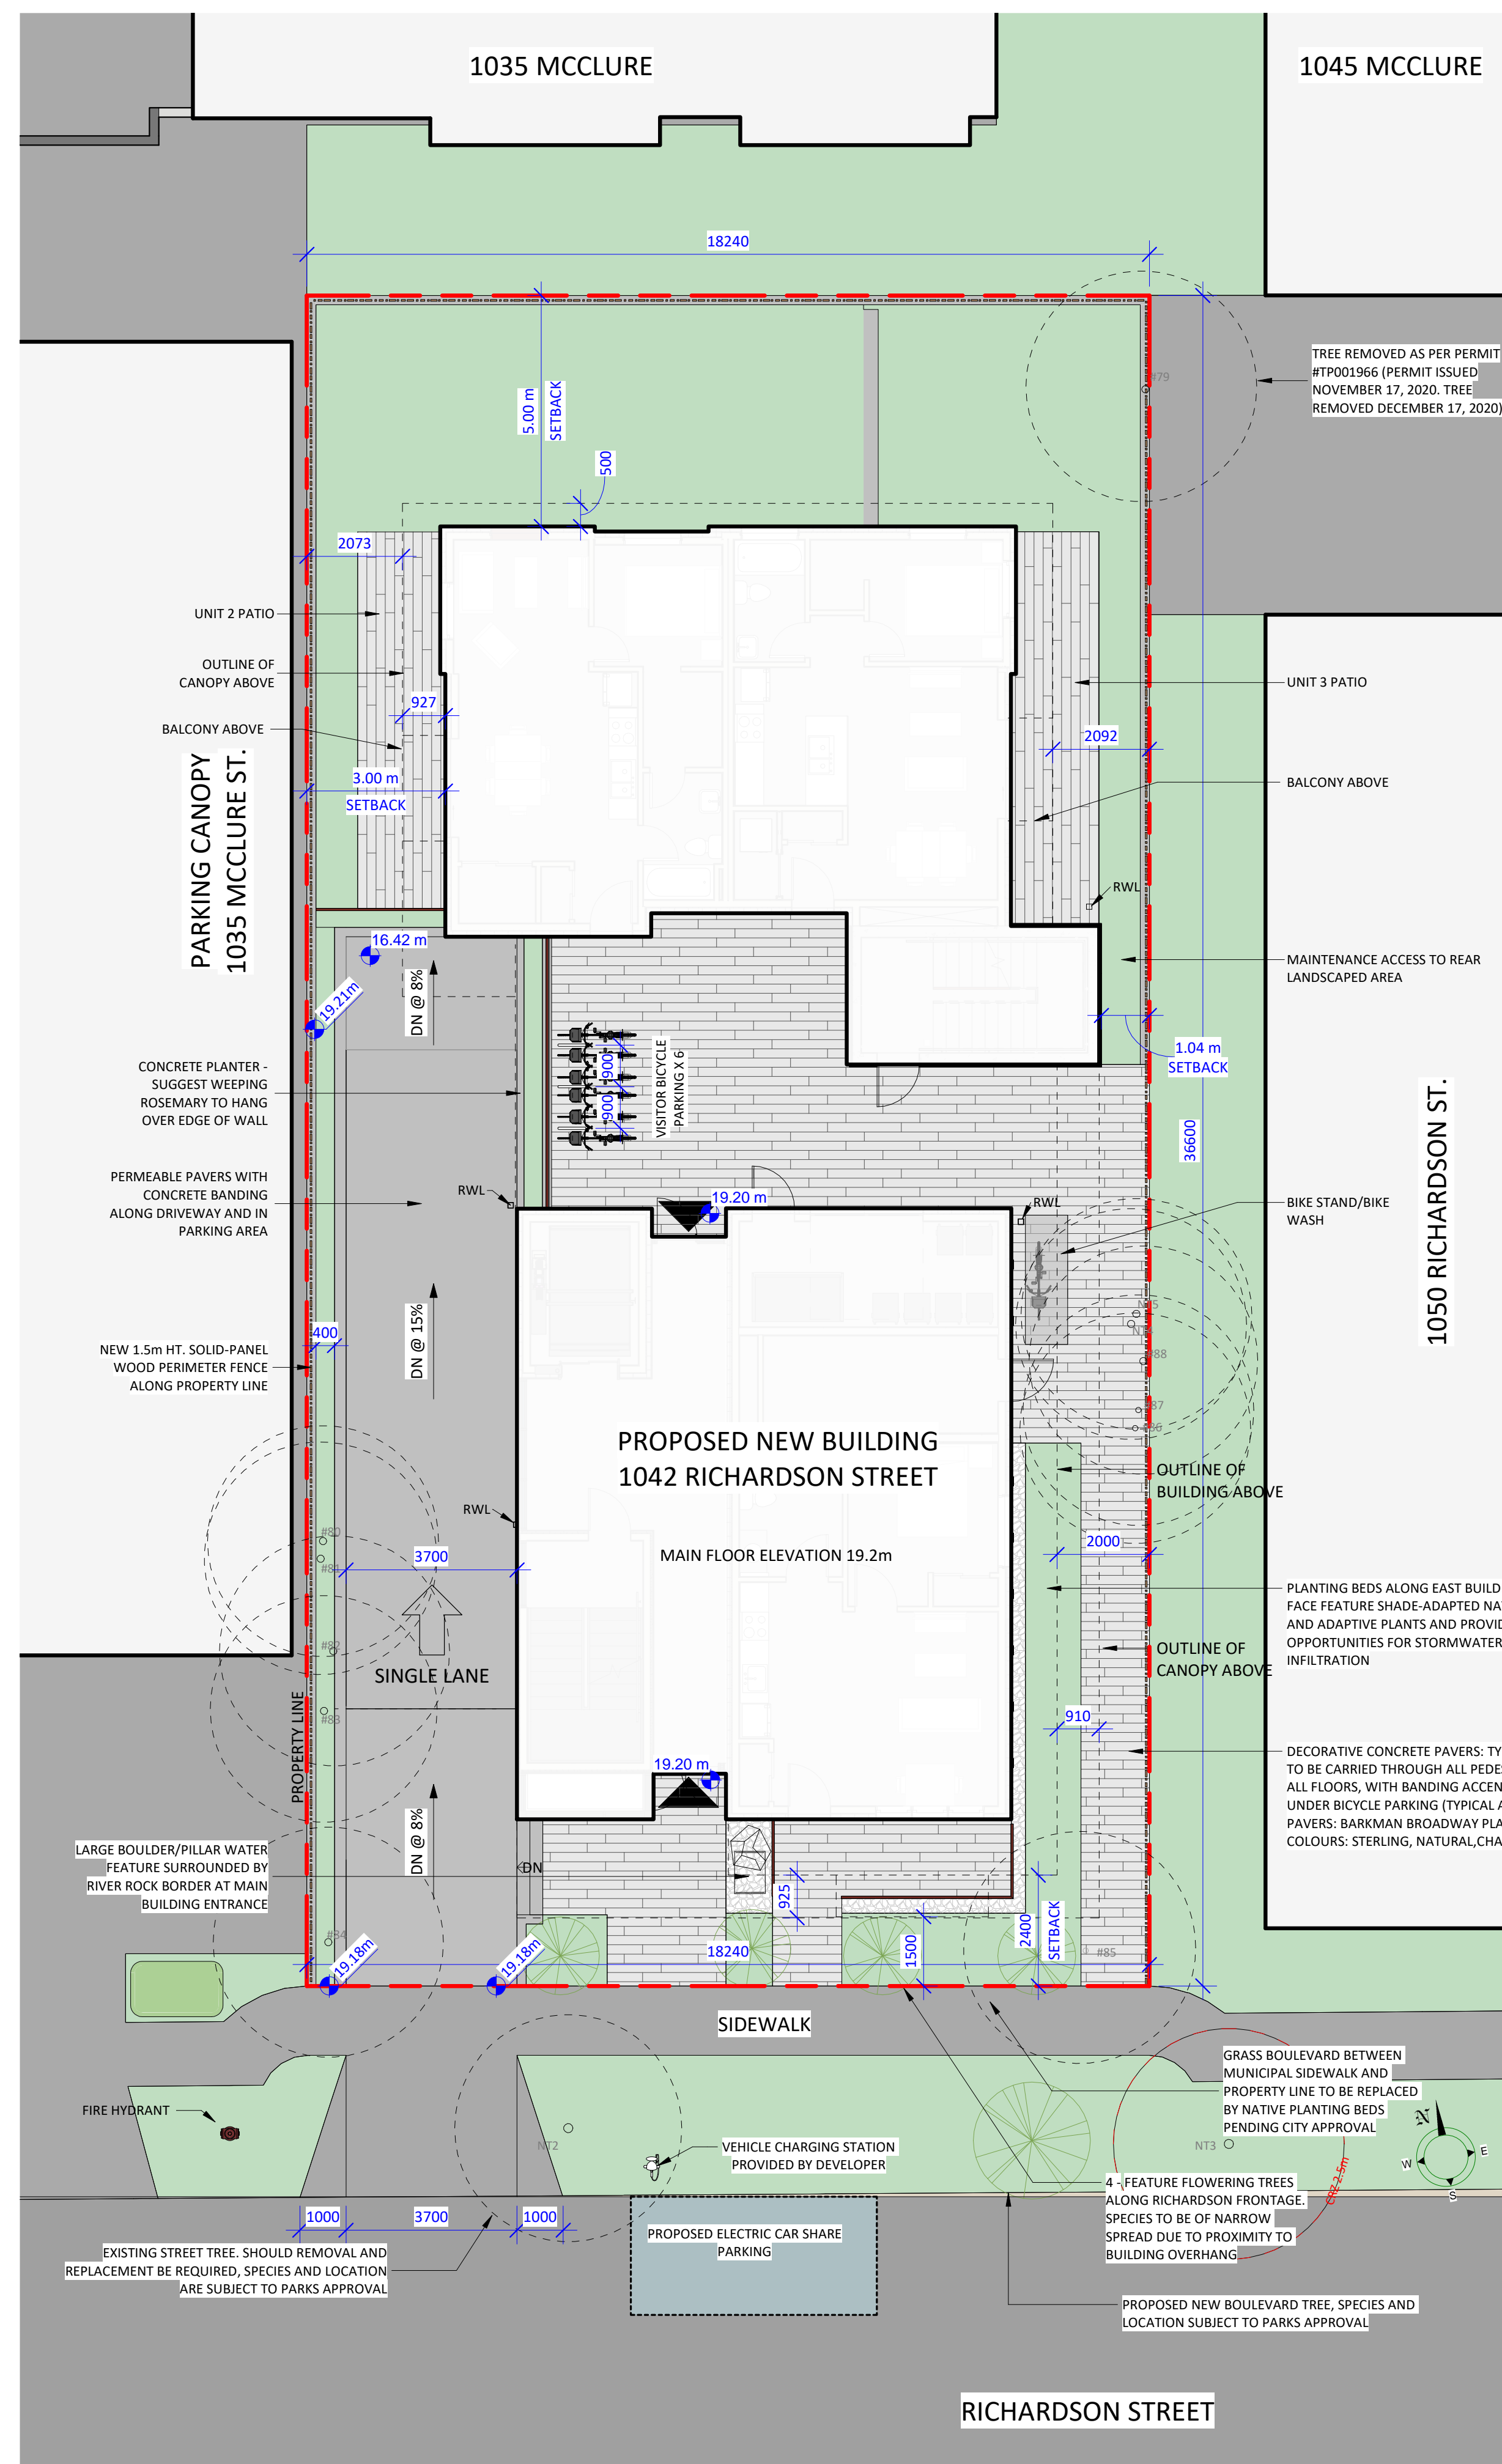 1035 MCCLURE
1045 MCCLURE
18240
TREE REMOVED AS PER PERMIT
#TP001966 (PERMIT ISSUED
NOVEMBER 17, 2020. TREE
REMOVED DECEMBER 17, 2020)
#79
5.00 m
SETBACK
500
2073
UNIT 2 PATIO
OUTLINE OF
CANOPY ABOVE
927
BALCONY ABOVE
3.00 m
SETBACK
PARKING CANOPY
1035 MCCLURE ST.
UNIT 3 PATIO
2092
BALCONY ABOVE
RWL
16.42 m
19.21m
DN @ 8%
MAINTENANCE ACCESS TO REAR
LANDSCAPED AREA
1.04 m
SETBACK
CONCRETE PLANTER -
SUGGEST WEEPING
ROSEMARY TO HANG
OVER EDGE OF WALL
900
900
VISITOR BICYCLE
PARKING X 6
36600
1050 RICHARDSON ST.
PERMEABLE PAVERS WITH
CONCRETE BANDING
ALONG DRIVEWAY AND IN
PARKING AREA
RWL
19.20 m
RWL
BIKE STAND/BIKE
WASH
DN @ 15%
400
NEW 1.5m HT. SOLID-PANEL
WOOD PERIMETER FENCE
ALONG PROPERTY LINE
#88
PROPOSED NEW BUILDING
1042 RICHARDSON STREET
OUTLINE OF
BUILDING ABOVE
RWL
#80
#81
3700
MAIN FLOOR ELEVATION 19.2m
2000
PLANTING BEDS ALONG EAST BUILD
FACE FEATURE SHADE-ADAPTED NA
AND ADAPTIVE PLANTS AND PROVID
OPPORTUNITIES FOR STORMWATER
INFILTRATION
#82
SINGLE LANE
OUTLINE OF
CANOPY ABOVE
#83
PROPERTY LINE
910
DECORATIVE CONCRETE PAVERS: TY
TO BE CARRIED THROUGH ALL PEDES
ALL FLOORS, WITH BANDING ACCEN
UNDER BICYCLE PARKING (TYPICAL A
PAVERS: BARKMAN BROADWAY PLA
COLOURS: STERLING, NATURAL,CHA
19.20 m
DN @ 8%
LARGE BOULDER/PILLAR WATER
FEATURE SURROUNDED BY
RIVER ROCK BORDER AT MAIN
BUILDING ENTRANCE
DN
925
2400
SETBACK
1500
#84
19.18m
19.18m
18240
#85
SIDEWALK
GRASS BOULEVARD BETWEEN
MUNICIPAL SIDEWALK AND
PROPERTY LINE TO BE REPLACED
BY NATIVE PLANTING BEDS
PENDING CITY APPROVAL
FIRE HYDRANT
NT2
VEHICLE CHARGING STATION
PROVIDED BY DEVELOPER
NT3
CRZ 2.5m
N
E
W
S
4 - FEATURE FLOWERING TREES
ALONG RICHARDSON FRONTAGE.
SPECIES TO BE OF NARROW
SPREAD DUE TO PROXIMITY TO
BUILDING OVERHANG
1000
3700
1000
PROPOSED ELECTRIC CAR SHARE
PARKING
EXISTING STREET TREE. SHOULD REMOVAL AND
REPLACEMENT BE REQUIRED, SPECIES AND LOCATION
ARE SUBJECT TO PARKS APPROVAL
PROPOSED NEW BOULEVARD TREE, SPECIES AND
LOCATION SUBJECT TO PARKS APPROVAL
RICHARDSON STREET